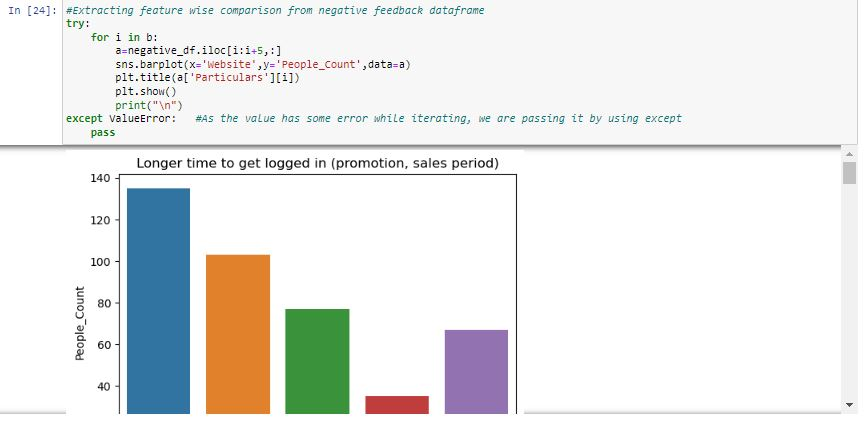 In [24]: #Extracting feature wise comparison from negative feedback dataframe
try:
for i in b:
a=negative_df.iloc[i:i+5,:]
sns.barplot(x='Website',y='People_Count',data=a)
plt.title(a['Particulars'][i])
plt.show()
print("\n")
except ValueError: #As the value has some error while iterating, we are passing it by using except
pass
Longer time to get logged in (promotion, sales period)
140
120
100
80
60
40
People_Count